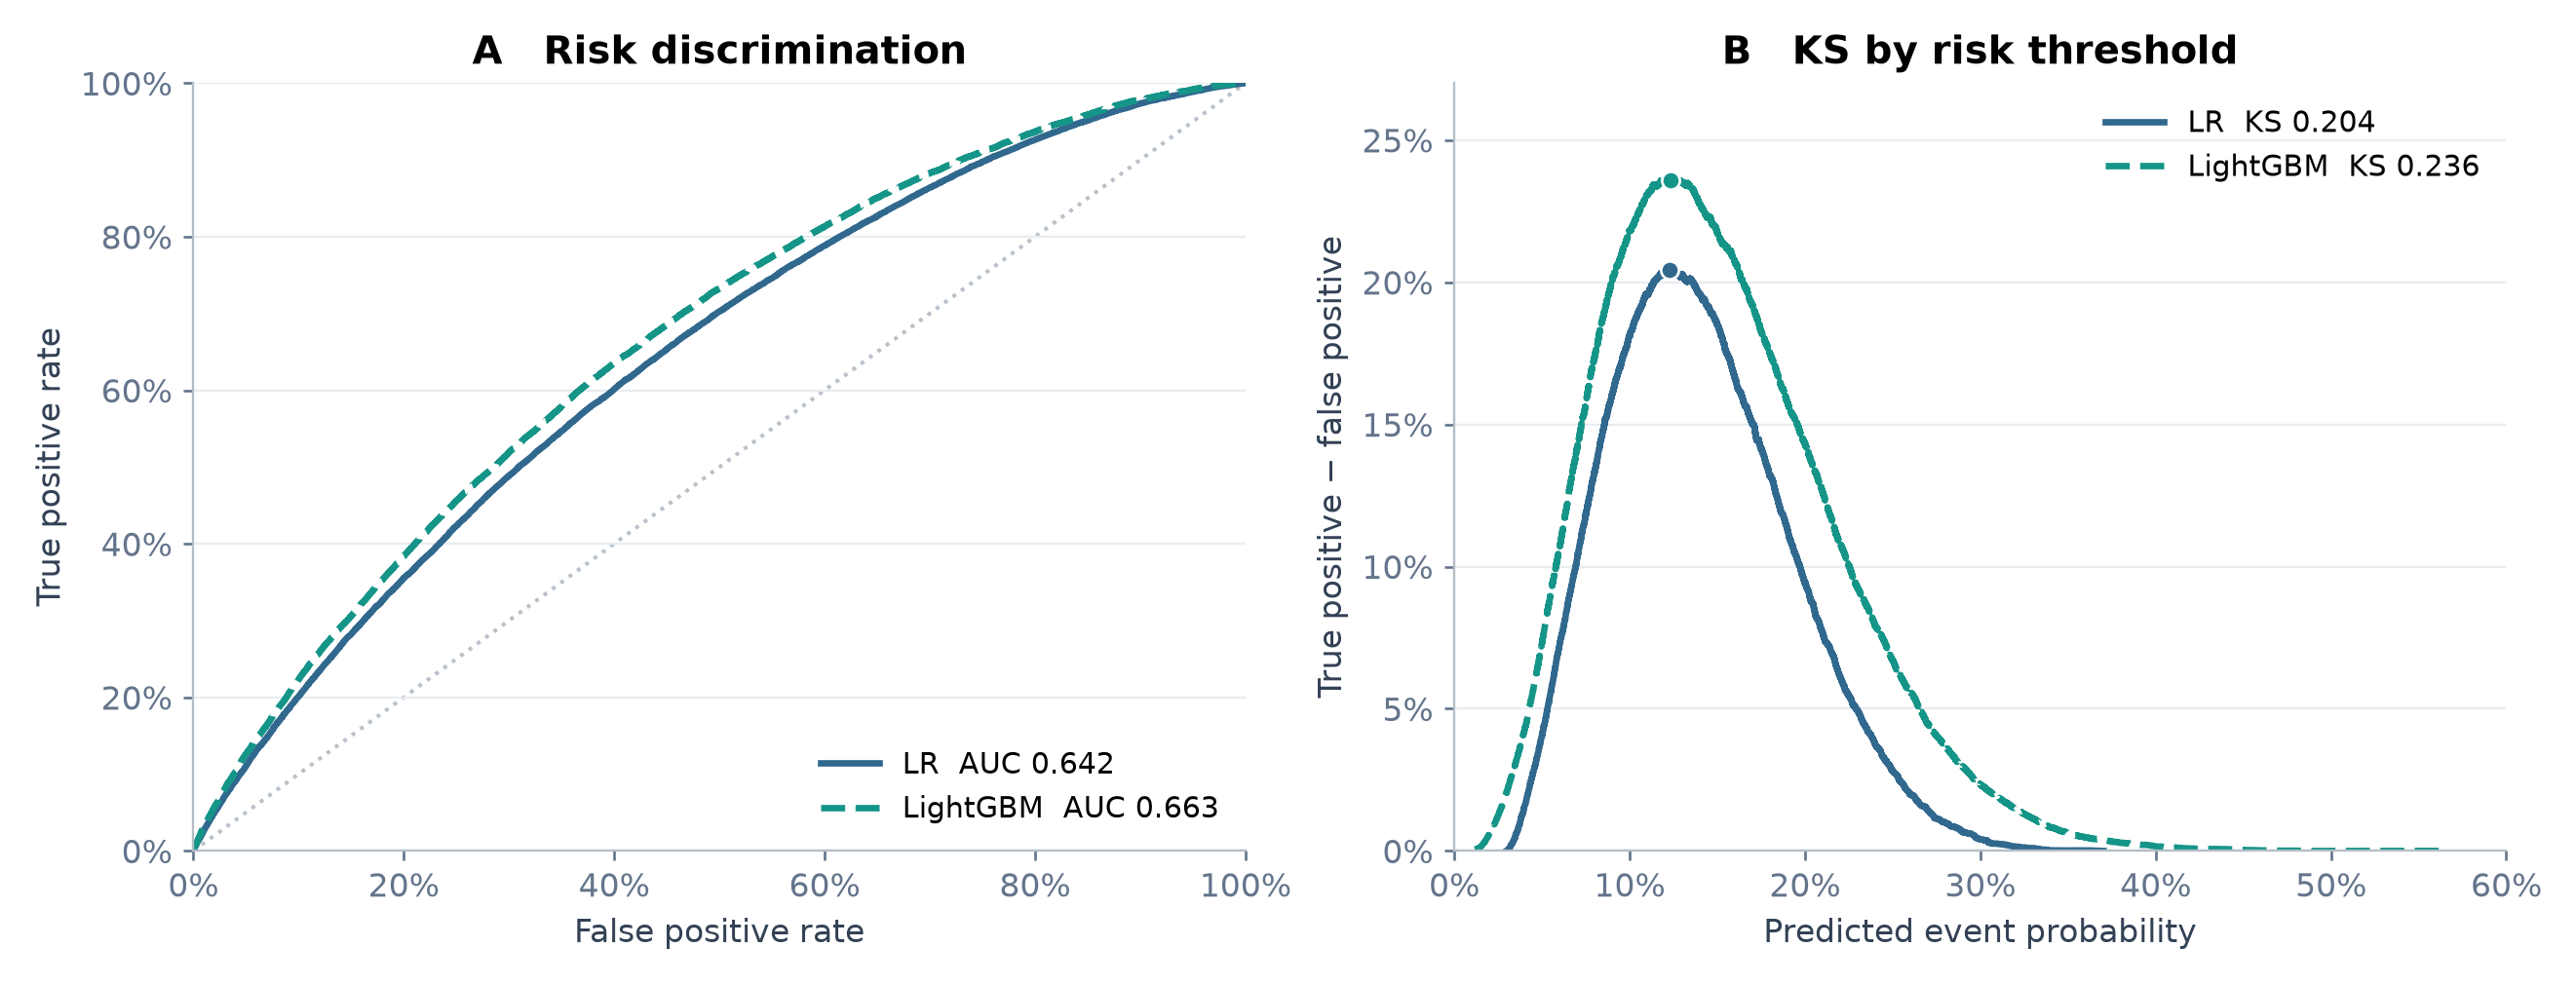 A Risk discrimination
100%
80%
60%
40%
20%
0%
True positive rate
0% 20% 40% 60% 80% 100%
False positive rate
LR AUC 0.642
LightGBM AUC 0.663
B KS by risk threshold
25%
20%
15%
10%
5%
0%
True positive − false positive
0% 10% 20% 30% 40% 50% 60%
Predicted event probability
LR KS 0.204
LightGBM KS 0.236